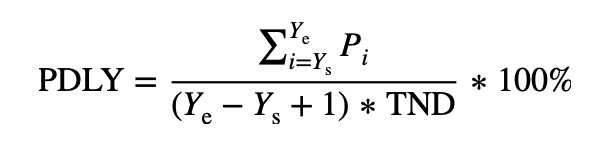 PDLY = \frac{\sum_{i=Y_s}^{Y_e} P_i}{(Y_e − Y_s + 1) * TND} * 100%